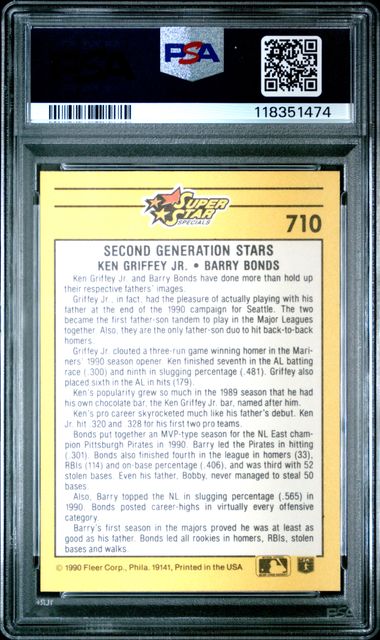 PSA
118351474
SUPER
STAR
SPECIALS
710
SECOND GENERATION STARS
KEN GRIFFEY JR. • BARRY BONDS
Ken Griffey Jr. and Barry Bonds have done more than hold up
their respective fathers' images.
Griffey Jr., in fact, had the pleasure of actually playing with his
father at the end of the 1990 campaign for Seattle. The two
became the first father-son tandem to play in the Major Leagues
together. Also, they are the only father-son duo to hit back-to-back
homers.
Griffey Jr. clouted a three-run game winning homer in the Mari-
ners' 1990 season opener. Ken finished seventh in the AL batting
race (.300) and ninth in slugging percentage (.481). Griffey also
placed sixth in the AL in hits (179).
Ken's popularity grew so much in the 1989 season that he had
his own chocolate bar, the Ken Griffey Jr. bar, named after him.
Ken's pro career skyrocketed much like his father's debut. Ken
Jr. hit .320 and .328 for his first two pro teams.
Bonds put together an MVP-type season for the NL East cham-
pion Pittsburgh Pirates in 1990. Barry led the Pirates in hitting
(.301). Bonds also finished fourth in the league in homers (33),
RBIs (114) and on-base percentage (.406), and was third with 52
stolen bases. Even his father, Bobby, never managed to steal 50
bases.
Also, Barry topped the NL in slugging percentage (.565) in
1990. Bonds posted career-highs in virtually every offensive
category.
Barry's first season in the majors proved he was at least as
good as his father. Bonds led all rookies in homers, RBIs, stolen
bases and walks.
© 1990 Fleer Corp., Phila. 19141, Printed in the USA